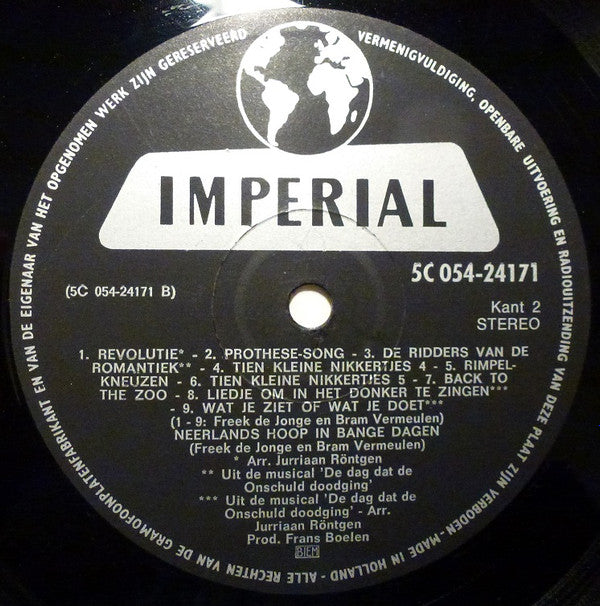 ALLE RECHTEN VAN DE GRAMOFOONPLATENFABRIKANT EN VAN DE EIGENAAR VAN HET OPGENOMEN WERK ZIJN GERESERVEERD VERMENIGVULDIGING, OPENBARE UITVOERING EN RADIOUITZENDING VAN DEZE PLAAT ZIJN VERBODEN-MADE IN HOLLAND -
IMPERIAL
5C 054-24171
(5C 054-24171 B)
Kant 2
STEREO
1. REVOLUTIE* - 2. PROTHESE-SONG - 3. DE RIDDERS VAN DE
ROMANTIEK** - 4. TIEN KLEINE NIKKERTJES 4 - 5. RIMPEL-
KNEUZEN - 6. TIEN KLEINE NIKKERTJES 5 - 7. BACK TO
THE ZOO - 8. LIEDJE OM IN HET DONKER TE ZINGEN***
- 9. WAT JE ZIET OF WAT JE DOET***
(1 - 9: Freek de Jonge en Bram Vermeulen)
NEERLANDS HOOP IN BANGE DAGEN
(Freek de Jonge en Bram Vermeulen)
* Arr. Jurriaan Röntgen
** Uit de musical 'De dag dat de
Onschuld doodging'
*** Uit de musical 'De dag dat de
Onschuld doodging' - Arr.
Jurriaan Röntgen
Prod. Frans Boelen
BIEM